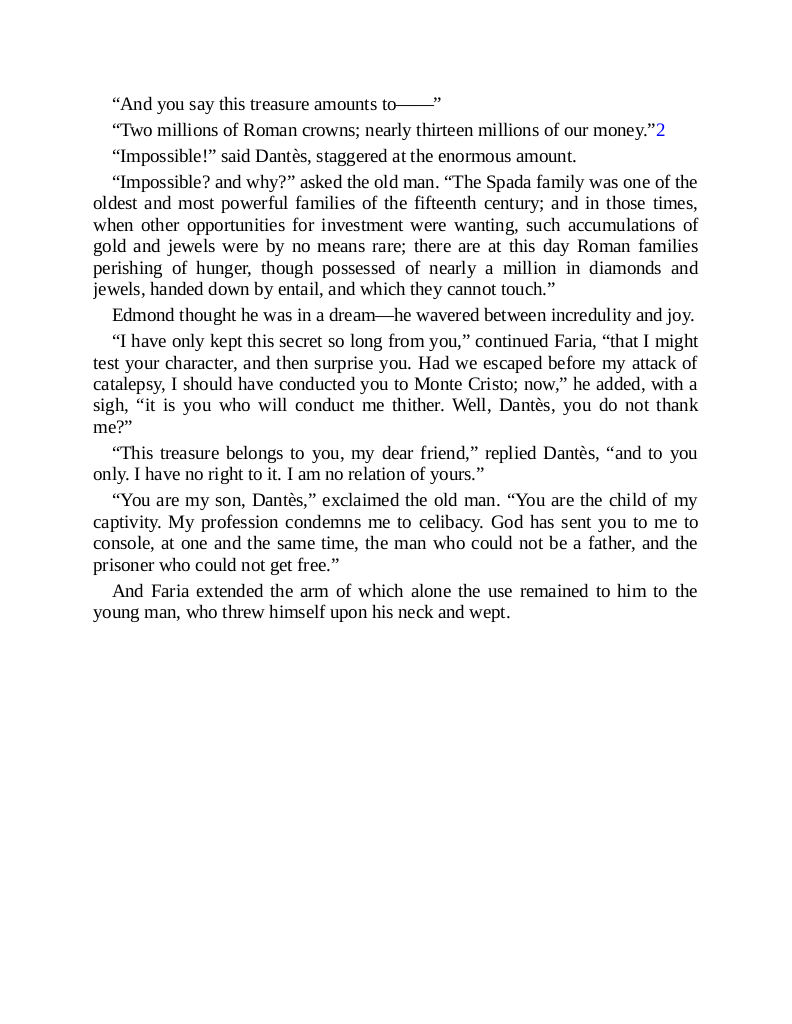 “And you say this treasure amounts to——”
“Two millions of Roman crowns; nearly thirteen millions of our money.”2
“Impossible!” said Dantès, staggered at the enormous amount.
“Impossible? and why?” asked the old man. “The Spada family was one of the
oldest and most powerful families of the fifteenth century; and in those times,
when other opportunities for investment were wanting, such accumulations of
gold and jewels were by no means rare; there are at this day Roman families
perishing of hunger, though possessed of nearly a million in diamonds and
jewels, handed down by entail, and which they cannot touch.”
Edmond thought he was in a dream—he wavered between incredulity and joy.
“I have only kept this secret so long from you,” continued Faria, “that I might
test your character, and then surprise you. Had we escaped before my attack of
catalepsy, I should have conducted you to Monte Cristo; now,” he added, with a
sigh, “it is you who will conduct me thither. Well, Dantès, you do not thank
me?”
“This treasure belongs to you, my dear friend,” replied Dantès, “and to you
only. I have no right to it. I am no relation of yours.”
“You are my son, Dantès,” exclaimed the old man. “You are the child of my
captivity. My profession condemns me to celibacy. God has sent you to me to
console, at one and the same time, the man who could not be a father, and the
prisoner who could not get free.”
And Faria extended the arm of which alone the use remained to him to the
young man, who threw himself upon his neck and wept.